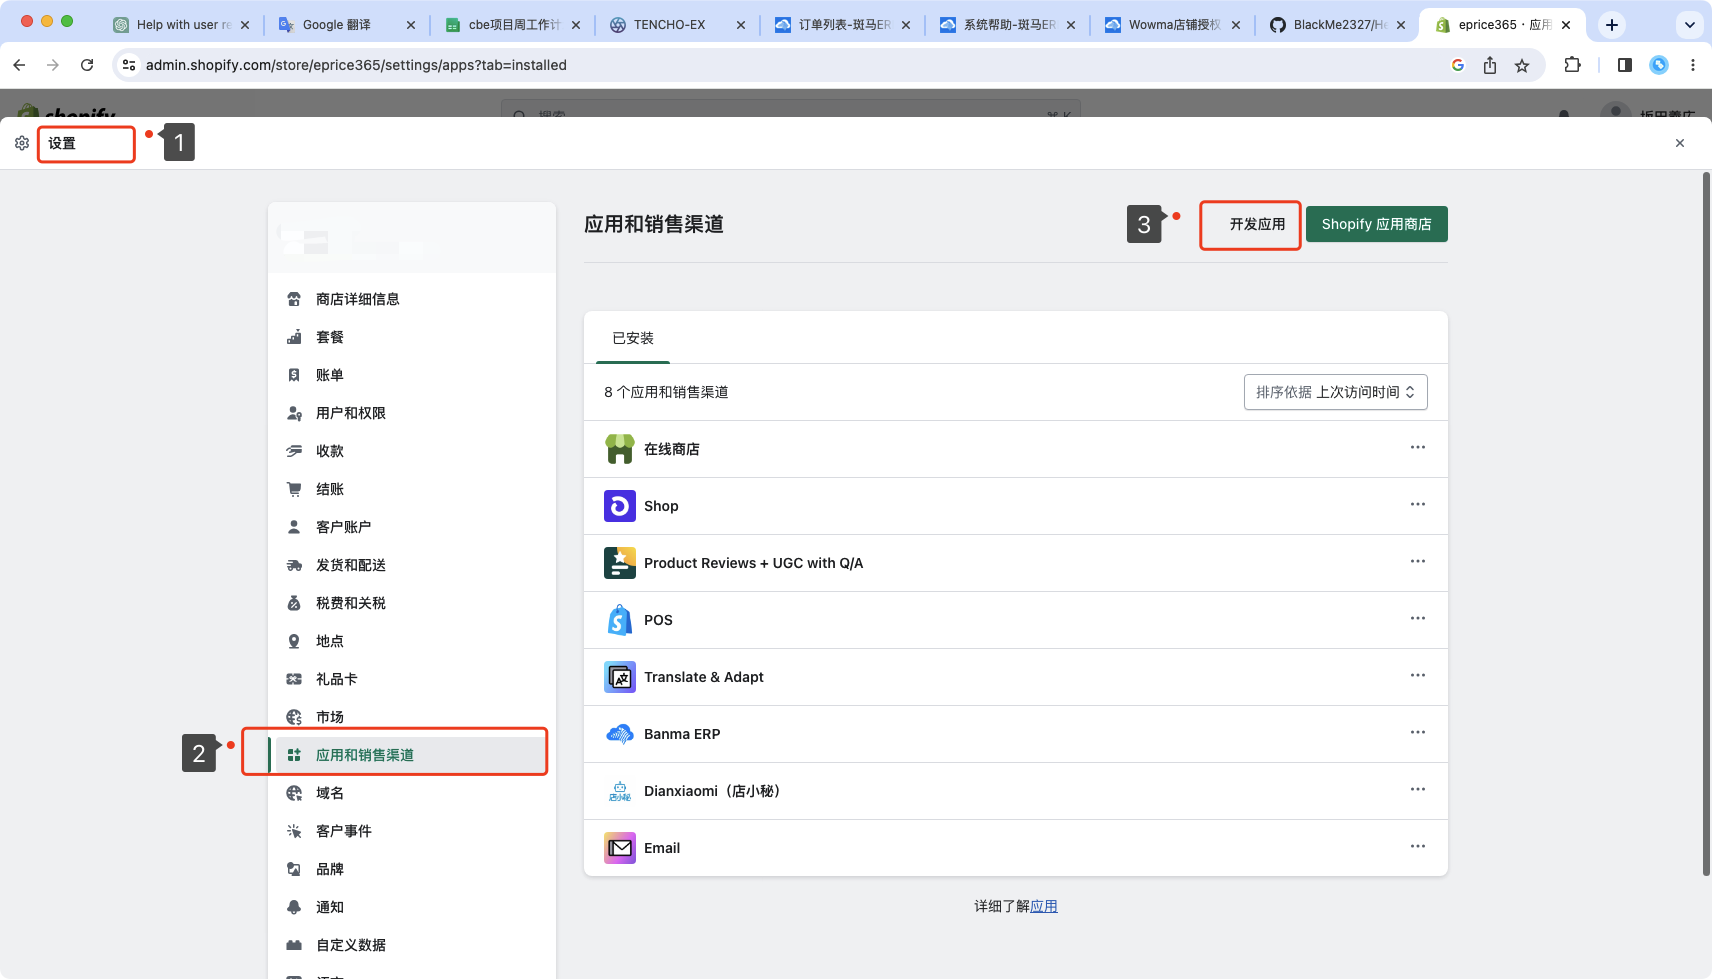 Help with user re
Google 翻译
cbe项目周工作计
TENCHO-EX
订单列表-斑马ER
系统帮助-斑马ER
Wowma店铺授权
BlackMe2327/He
eprice365 · 应用
admin.shopify.com/store/eprice365/settings/apps?tab=installed
shopify
搜索
⌘ K
设置
1
应用和销售渠道
3
开发应用
Shopify 应用商店
商店详细信息
套餐
账单
用户和权限
收款
结账
客户账户
发货和配送
税费和关税
地点
礼品卡
市场
2
应用和销售渠道
域名
客户事件
品牌
通知
自定义数据
已安装
8 个应用和销售渠道
排序依据 上次访问时间
在线商店
Shop
Product Reviews + UGC with Q/A
POS
Translate & Adapt
Banma ERP
店小秘
Dianxiaomi（店小秘）
Email
详细了解应用